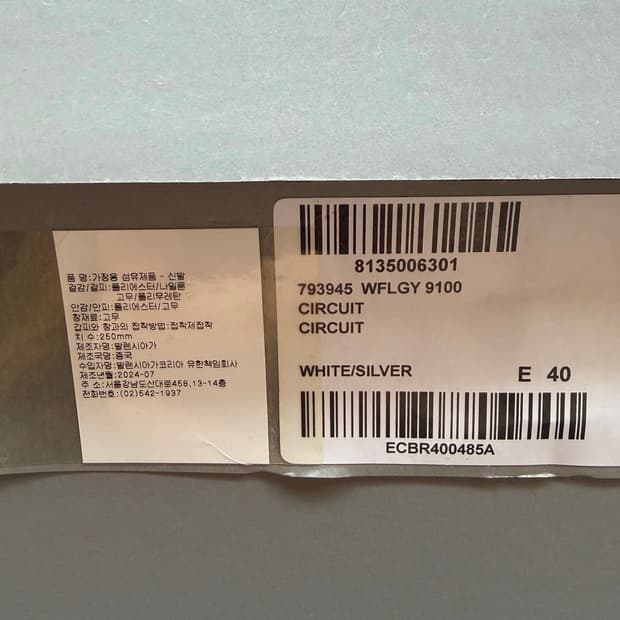 품 명:가정용 섬유제품 - 신발
겉감/겉피:폴리에스터/나일론
고무/폴리우레탄
안감/안피:폴리에스터/고무
창재료:고무
갑피와 창과의 접착방법:접착제접착
치 수:250mm
제조자명:발렌시아가
제조국명:중국
수입자명:발렌시아가코리아 유한책임회사
제조년월:2024-07
주 소:서울강남도산대로458,13-14층
전화번호:(02)542-1937
8135006301
793945 WFLGY 9100
CIRCUIT
CIRCUIT
WHITE/SILVER E 40
ECBR400485A